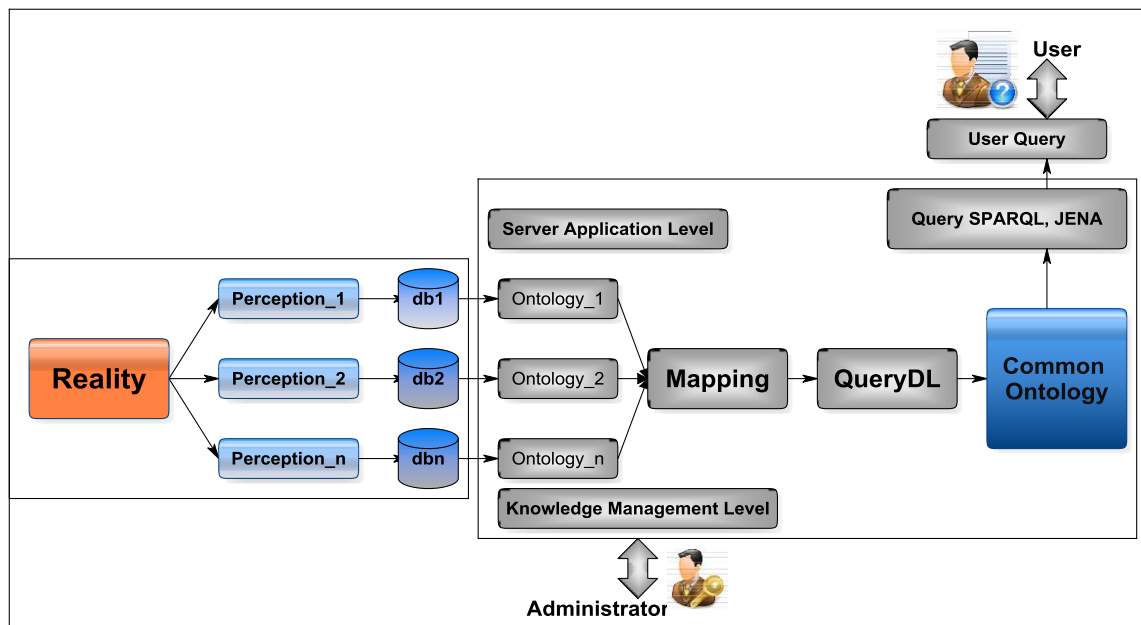 User
User Query
Query SPARQL, JENA
Server Application Level
Perception_1
db1
Ontology_1
Reality
Perception_2
db2
Ontology_2
Mapping
QueryDL
Common
Ontology
Perception_n
dbn
Ontology_n
Knowledge Management Level
Administrator